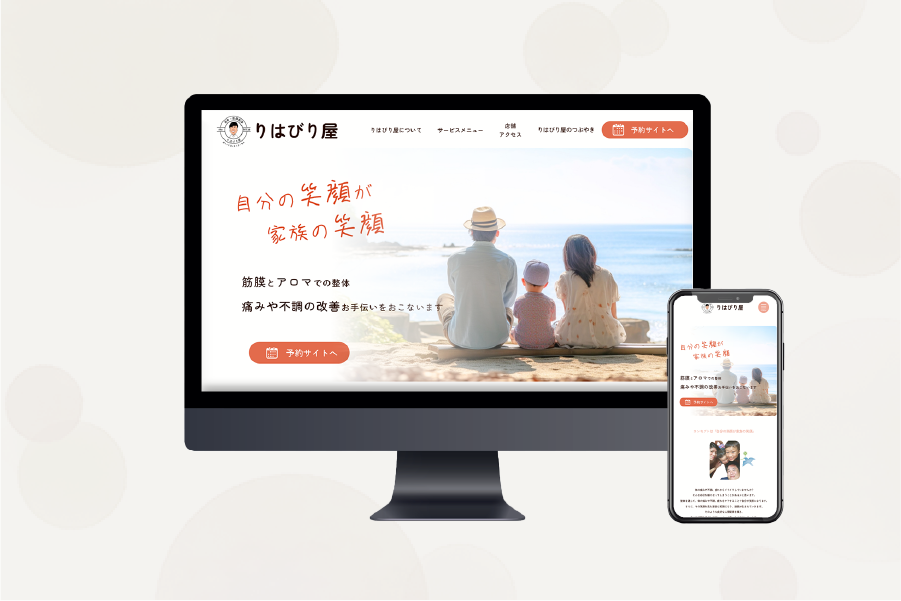 りはびり屋
りはびり屋について
サービスメニュー
店舗
アクセス
りはびり屋のつぶやき
予約サイトへ
自分の笑顔が
家族の笑顔
筋膜とアロマでの整体
痛みや不調の改善お手伝いをおこないます
予約サイトへ
りはびり屋
自分の笑顔が
家族の笑顔
筋膜とアロマでの整体
痛みや不調の改善お手伝いをおこないます
予約サイトへ